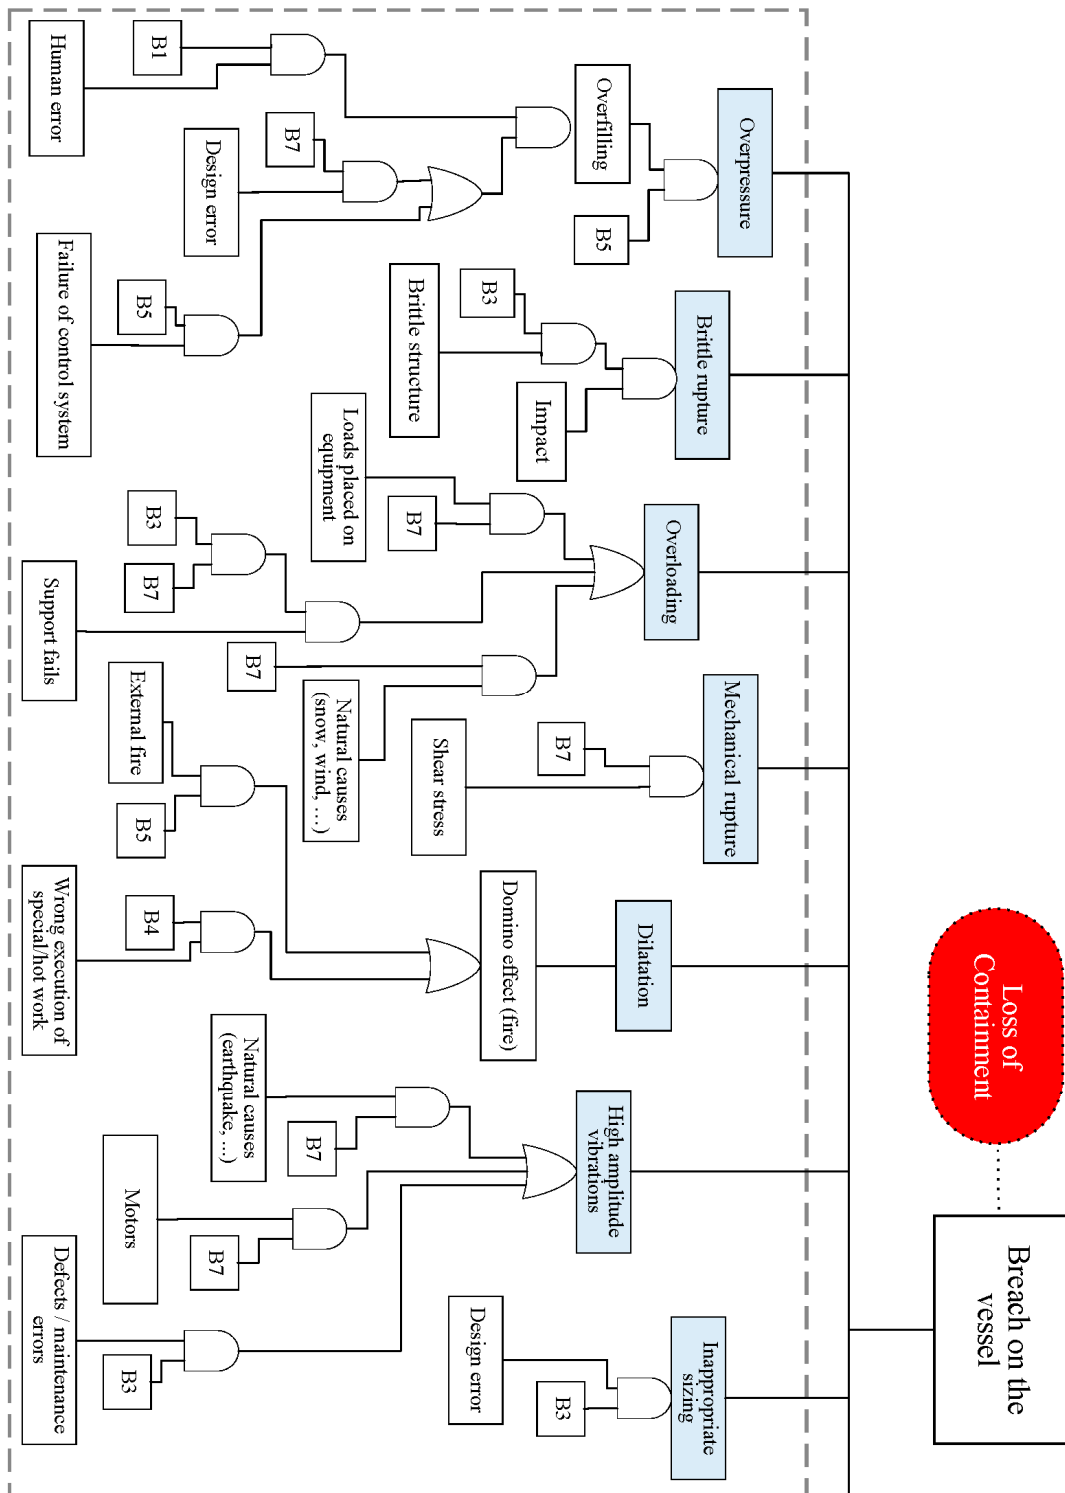 Loss of
Containment
Breach on the
vessel
Overpressure
Brittle rupture
Overloading
Mechanical rupture
Dilatation
High amplitude
vibrations
Inappropriate
sizing
Overfilling
B5
B3
Impact
Brittle structure
Loads placed on
equipment
B7
B7
Shear stress
Domino effect (fire)
Design error
B3
B1
Human error
B7
Design error
B5
Failure of control system
B3
B7
Support fails
B7
Natural causes
(snow, wind, ...)
External fire
B5
B4
Wrong execution of
special/hot work
Natural causes
(earthquake, ...)
B7
Motors
B7
Defects / maintenance
errors
B3